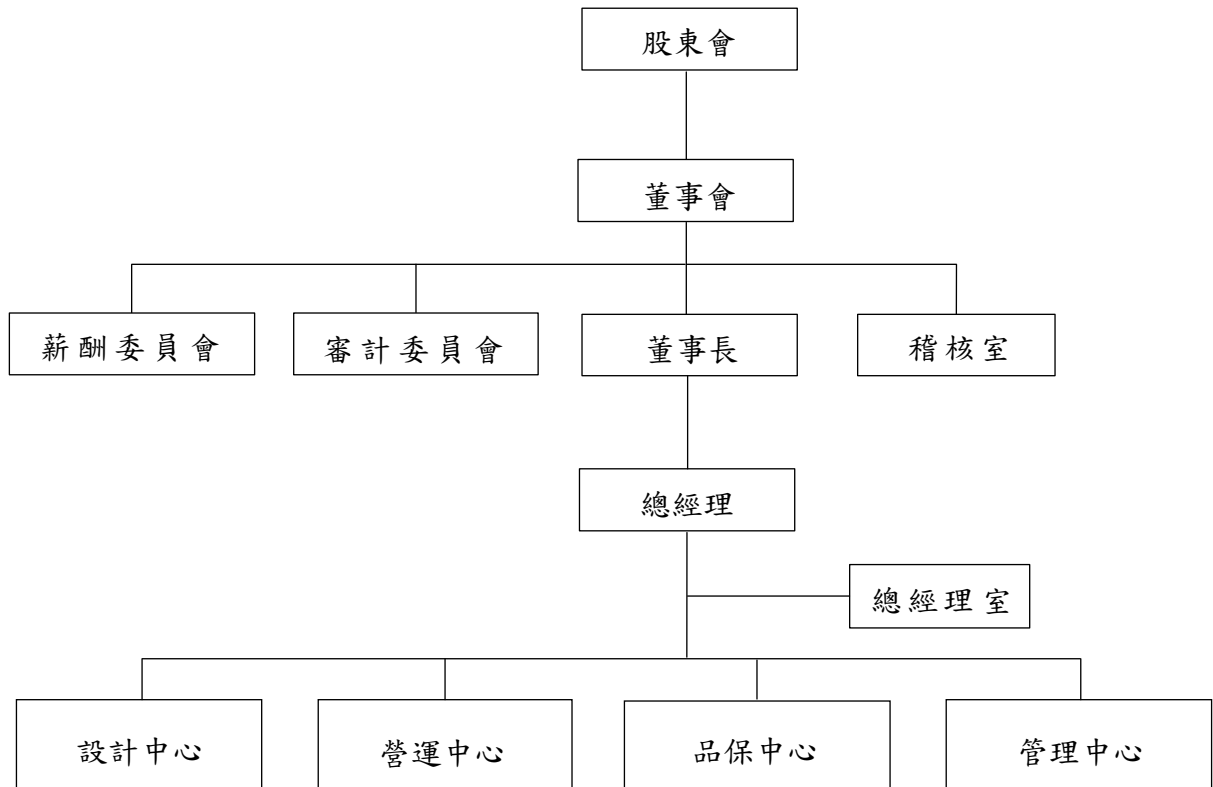 股東會
董事會
薪酬委員會
審計委員會
董事長
稽核室
總經理
總經理室
設計中心
營運中心
品保中心
管理中心